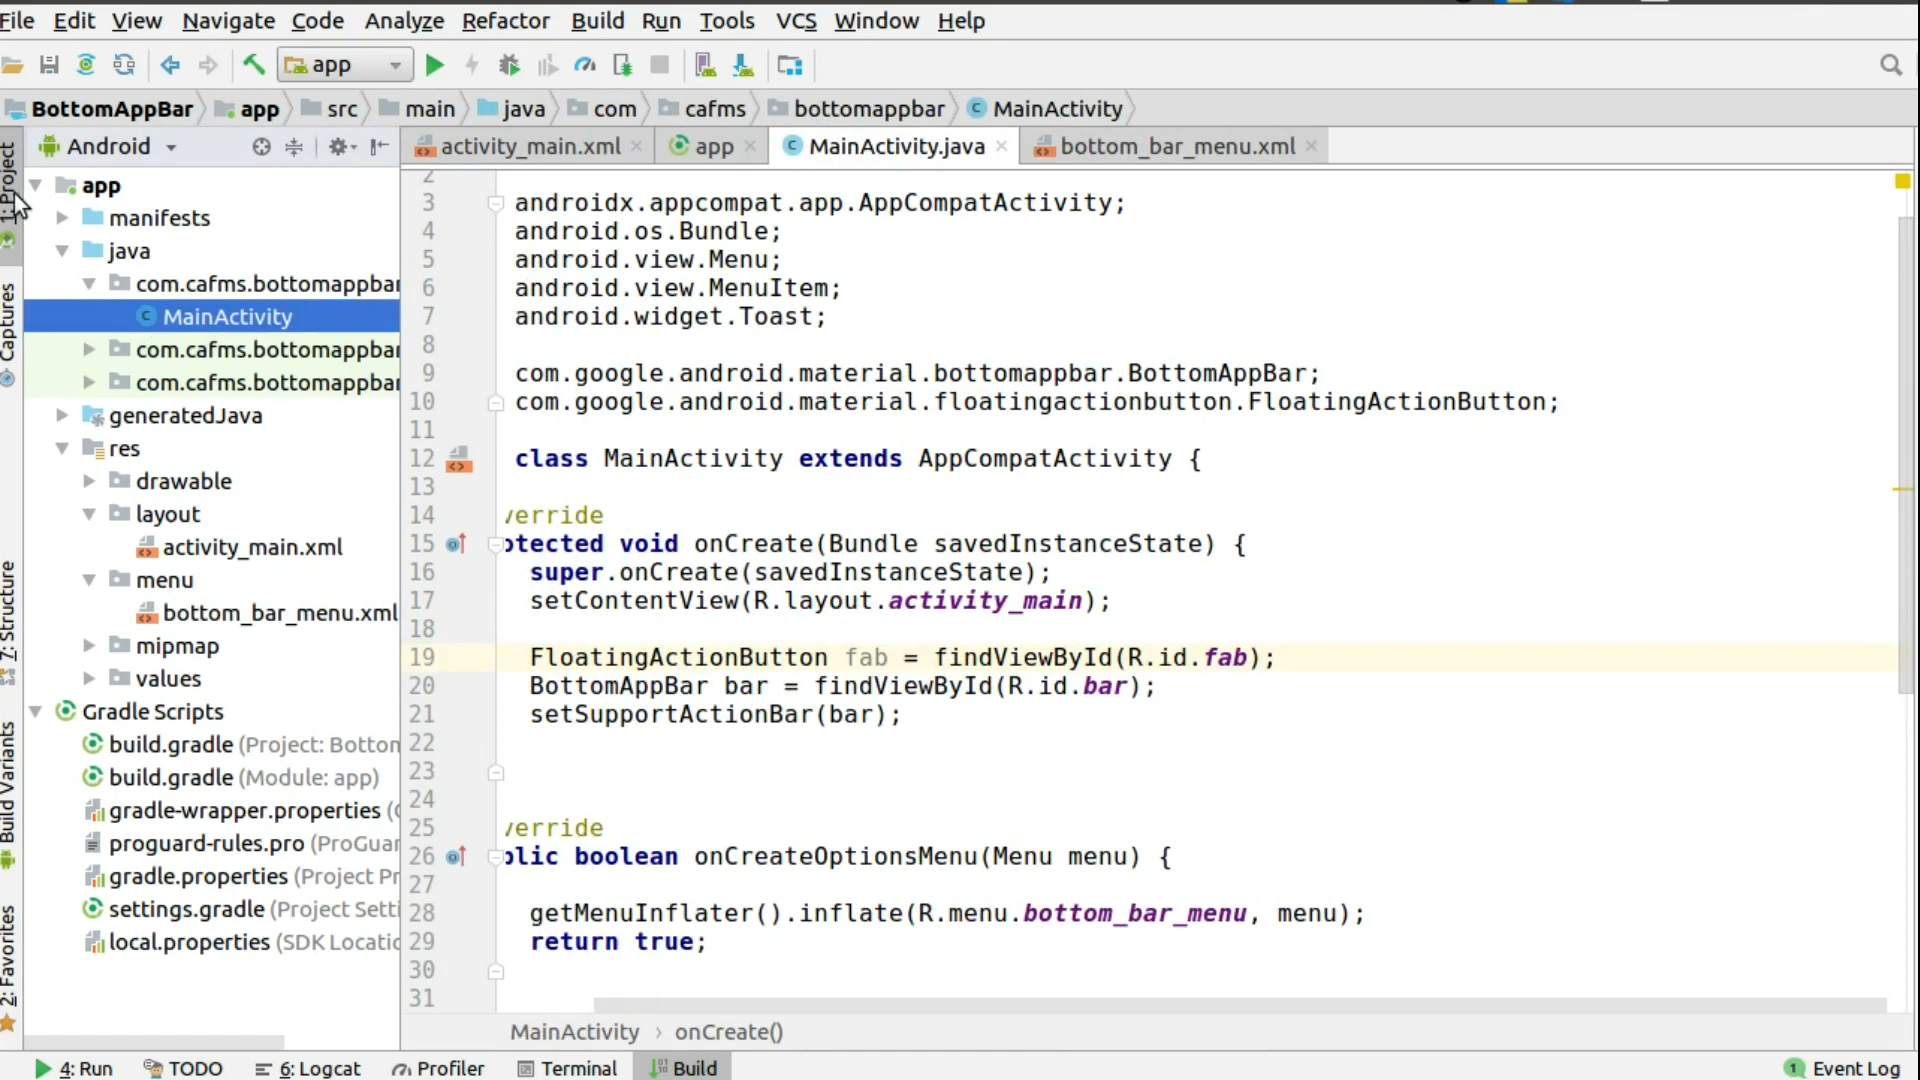 File Edit View Navigate Code Analyze Refactor Build Run Tools VCS Window Help
app
BottomAppBar app src main java com cafms bottomappbar MainActivity
Android
activity_main.xml app MainActivity.java bottom_bar_menu.xml
1: Project
Captures
7: Structure
Build Variants
2: Favorites
app
manifests
java
com.cafms.bottomappbar
MainActivity
com.cafms.bottomappbar
com.cafms.bottomappbar
generatedJava
res
drawable
layout
activity_main.xml
menu
bottom_bar_menu.xml
mipmap
values
Gradle Scripts
build.gradle (Project: Bottom
build.gradle (Module: app)
gradle-wrapper.properties (
proguard-rules.pro (ProGuar
gradle.properties (Project Pr
settings.gradle (Project Setti
local.properties (SDK Locatio
2
3 androidx.appcompat.app.AppCompatActivity;
4 android.os.Bundle;
5 android.view.Menu;
6 android.view.MenuItem;
7 android.widget.Toast;
8
9 com.google.android.material.bottomappbar.BottomAppBar;
10 com.google.android.material.floatingactionbutton.FloatingActionButton;
11
12 class MainActivity extends AppCompatActivity {
13
14 verride
15 otected void onCreate(Bundle savedInstanceState) {
16 super.onCreate(savedInstanceState);
17 setContentView(R.layout.activity_main);
18
19 FloatingActionButton fab = findViewById(R.id.fab);
20 BottomAppBar bar = findViewById(R.id.bar);
21 setSupportActionBar(bar);
22
23
24
25 verride
26 blic boolean onCreateOptionsMenu(Menu menu) {
27
28 getMenuInflater().inflate(R.menu.bottom_bar_menu, menu);
29 return true;
30
31
MainActivity › onCreate()
4: Run TODO 6: Logcat Profiler Terminal Build 1 Event Log